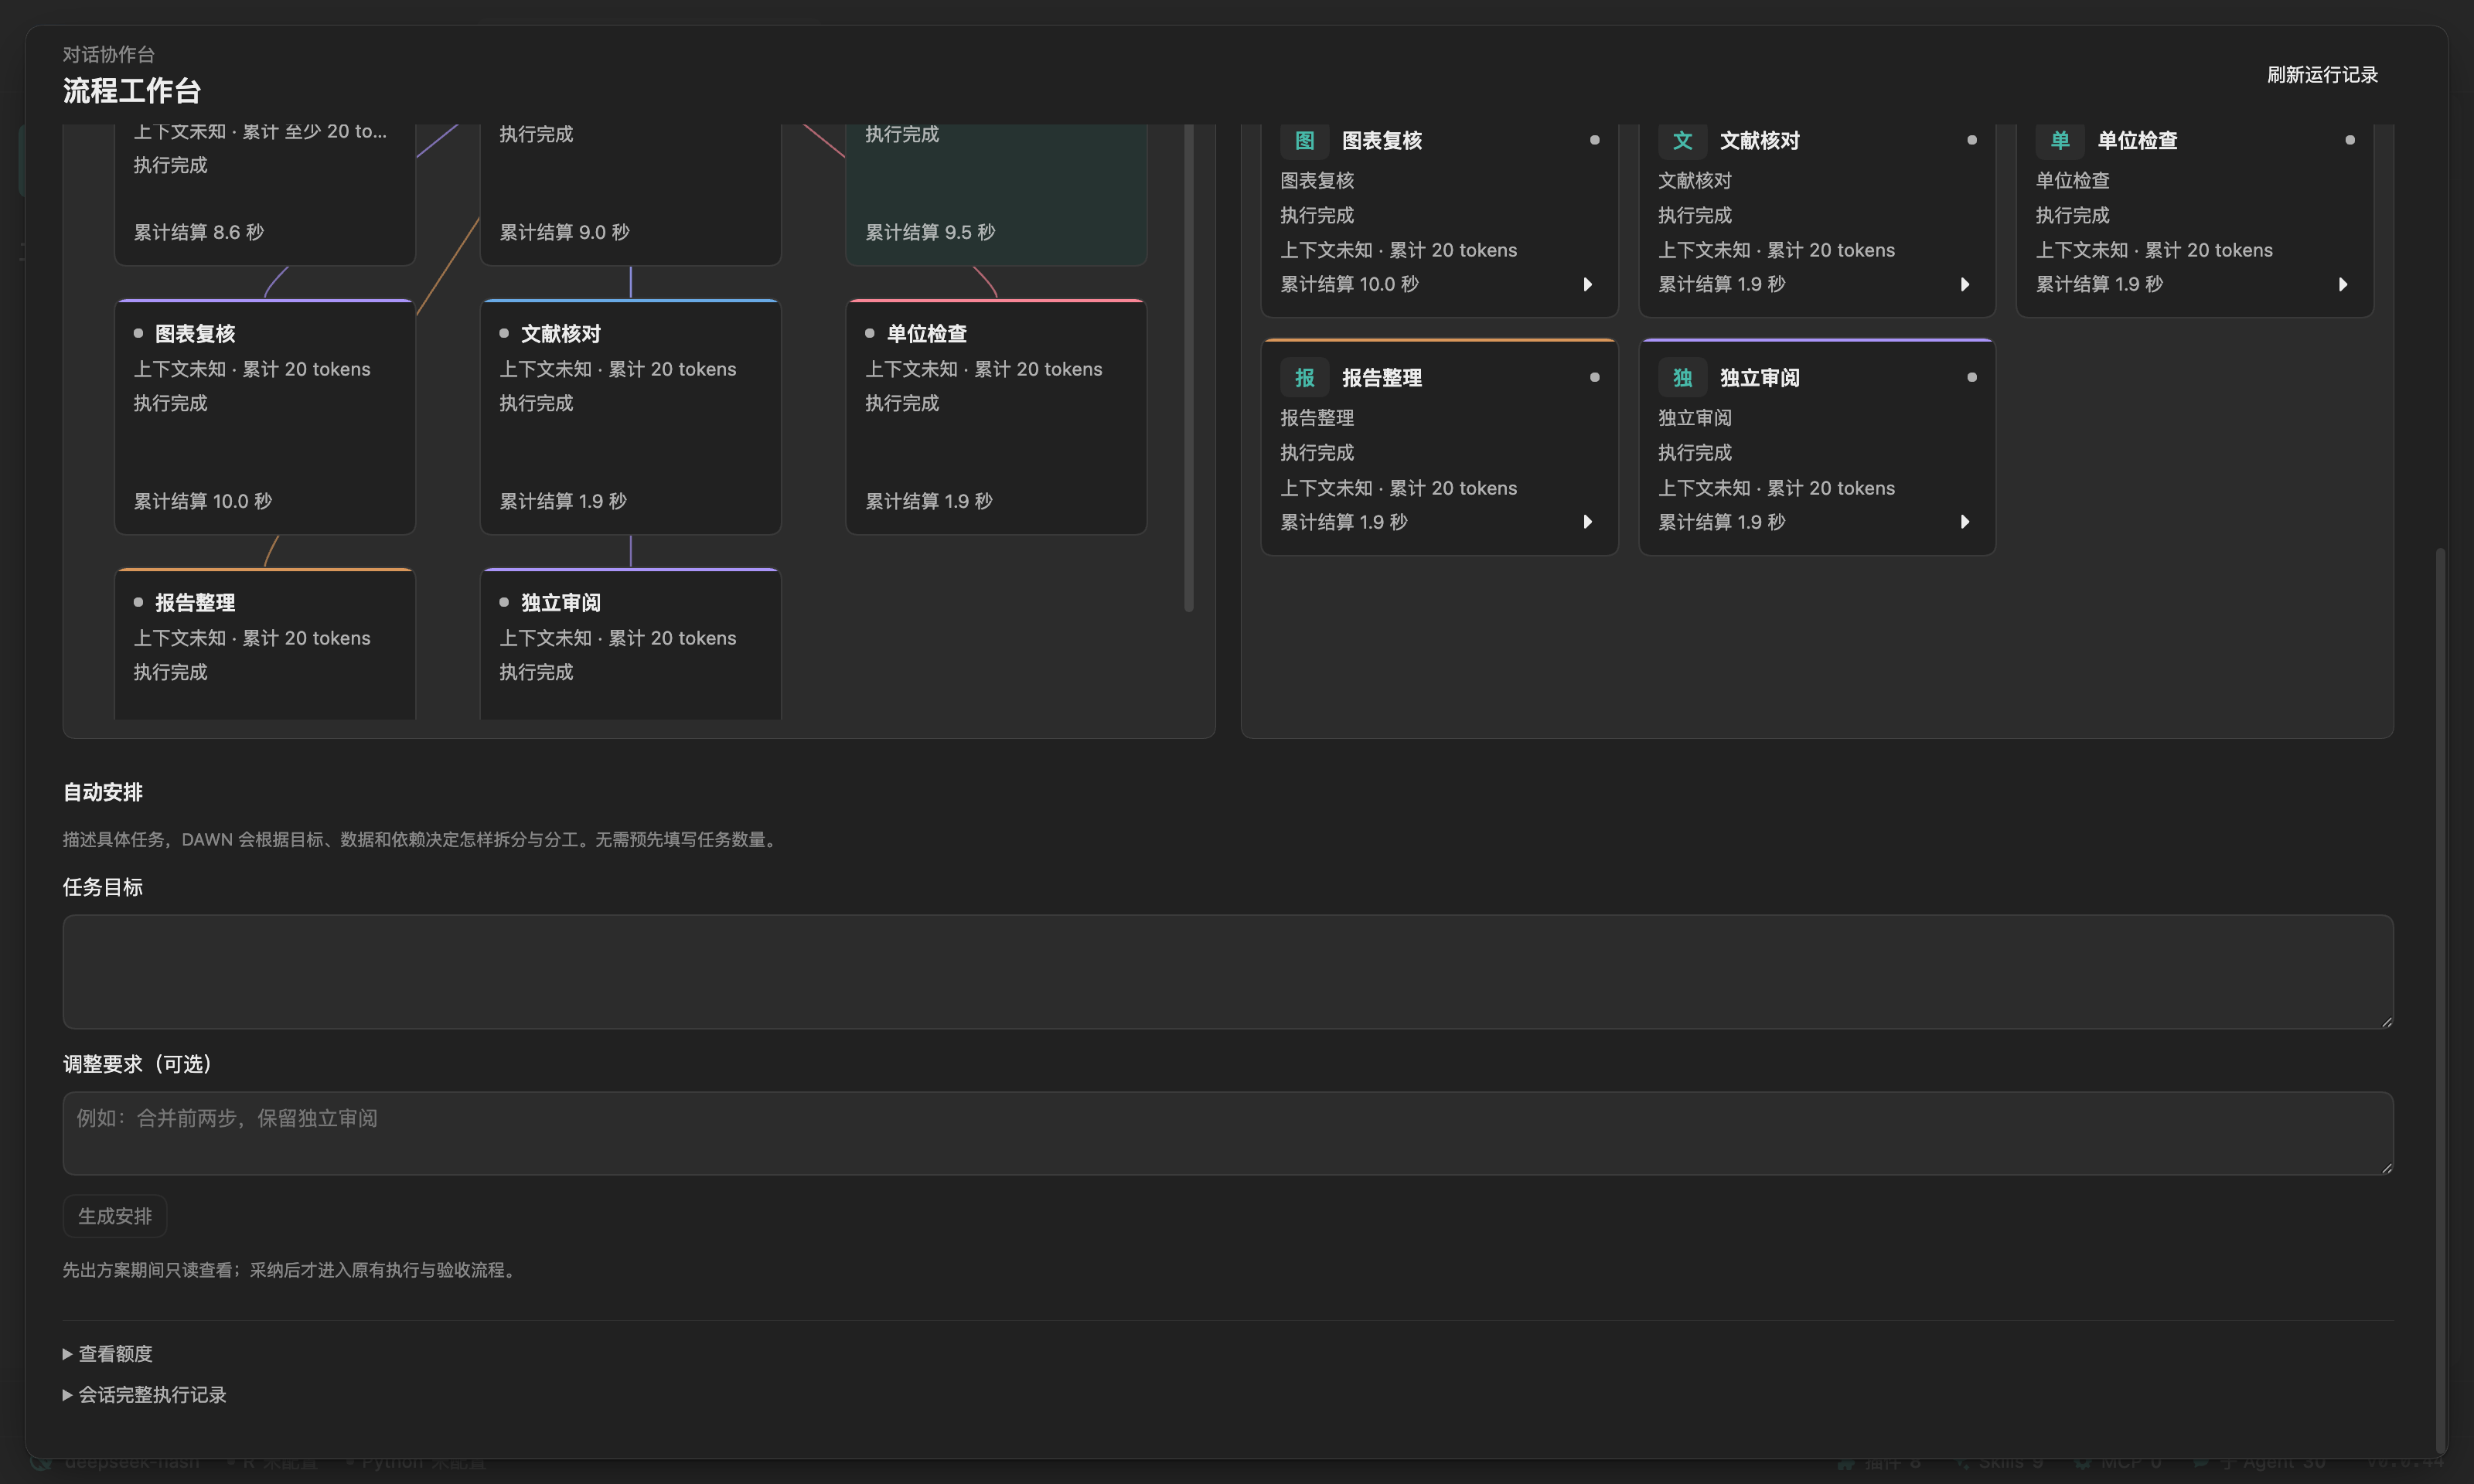 对话协作台
流程工作台
刷新运行记录
上下文未知 · 累计 至少 20 to...
执行完成
累计结算 8.6 秒
执行完成
累计结算 9.0 秒
执行完成
累计结算 9.5 秒
图表复核
上下文未知 · 累计 20 tokens
执行完成
累计结算 10.0 秒
文献核对
上下文未知 · 累计 20 tokens
执行完成
累计结算 1.9 秒
单位检查
上下文未知 · 累计 20 tokens
执行完成
累计结算 1.9 秒
报告整理
上下文未知 · 累计 20 tokens
执行完成
独立审阅
上下文未知 · 累计 20 tokens
执行完成
图 图表复核
图表复核
执行完成
上下文未知 · 累计 20 tokens
累计结算 10.0 秒
文 文献核对
文献核对
执行完成
上下文未知 · 累计 20 tokens
累计结算 1.9 秒
单 单位检查
单位检查
执行完成
上下文未知 · 累计 20 tokens
累计结算 1.9 秒
报 报告整理
报告整理
执行完成
上下文未知 · 累计 20 tokens
累计结算 1.9 秒
独 独立审阅
独立审阅
执行完成
上下文未知 · 累计 20 tokens
累计结算 1.9 秒
自动安排
描述具体任务，DAWN 会根据目标、数据和依赖决定怎样拆分与分工。无需预先填写任务数量。
任务目标
调整要求（可选）
例如：合并前两步，保留独立审阅
生成安排
先出方案期间只读查看；采纳后才进入原有执行与验收流程。
查看额度
会话完整执行记录